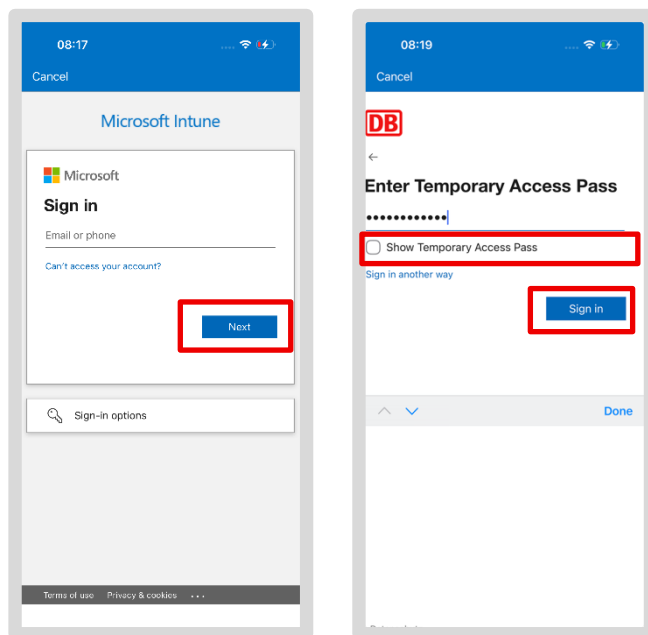 08:17
Cancel
Microsoft Intune
Microsoft
Sign in
Email or phone
Can't access your account?
Next
Sign-in options
Terms of use Privacy & cookies ...
08:19
Cancel
DB
Enter Temporary Access Pass
••••••••••••
Show Temporary Access Pass
Sign in another way
Sign in
Done